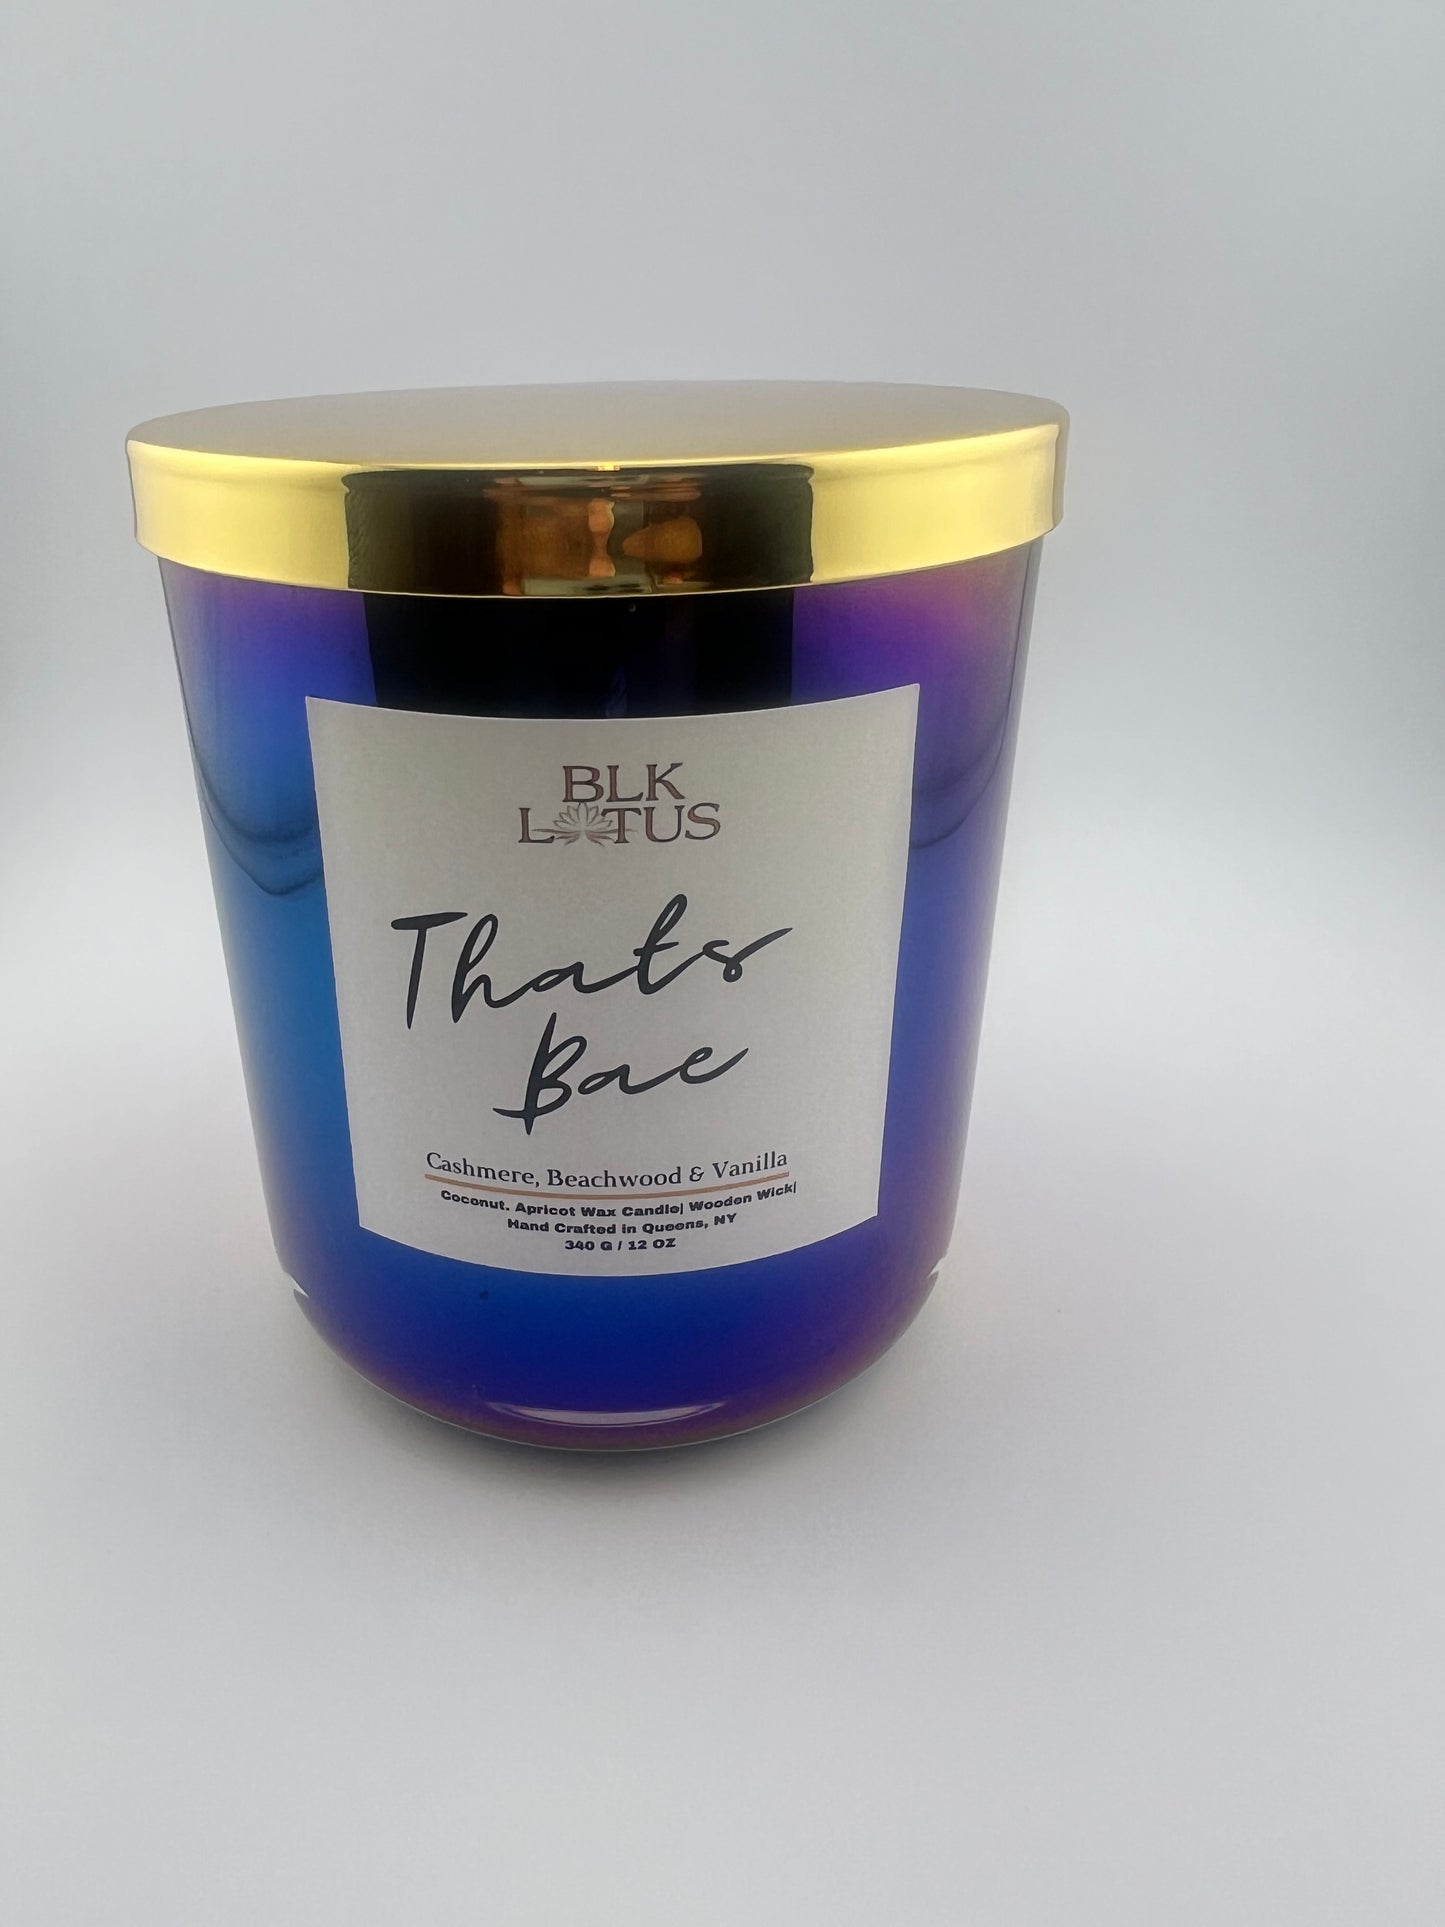 BLK
LOTUS
Thats
Bae
Cashmere, Beachwood & Vanilla
Coconut. Apricot Wax Candle| Wooden Wick|
Hand Crafted in Queens, NY
340 G / 12 OZ